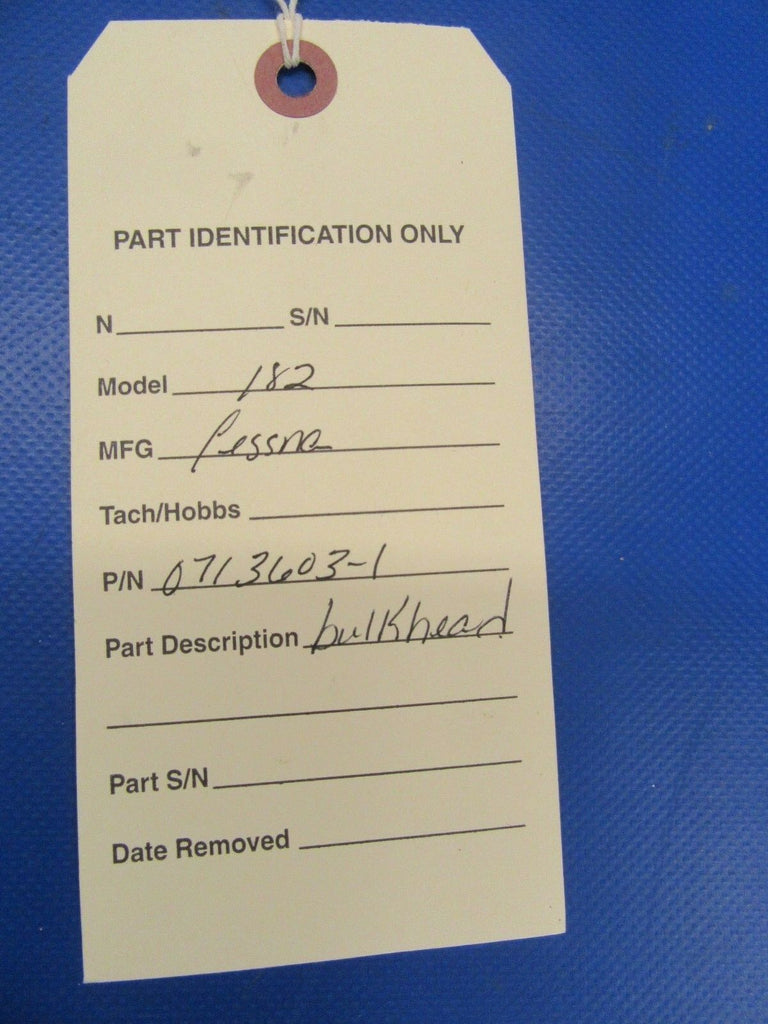 PART IDENTIFICATION ONLY
N S/N
Model 182
MFG Cessna
Tach/Hobbs
P/N 0713603-1
Part Description bulkhead
Part S/N
Date Removed